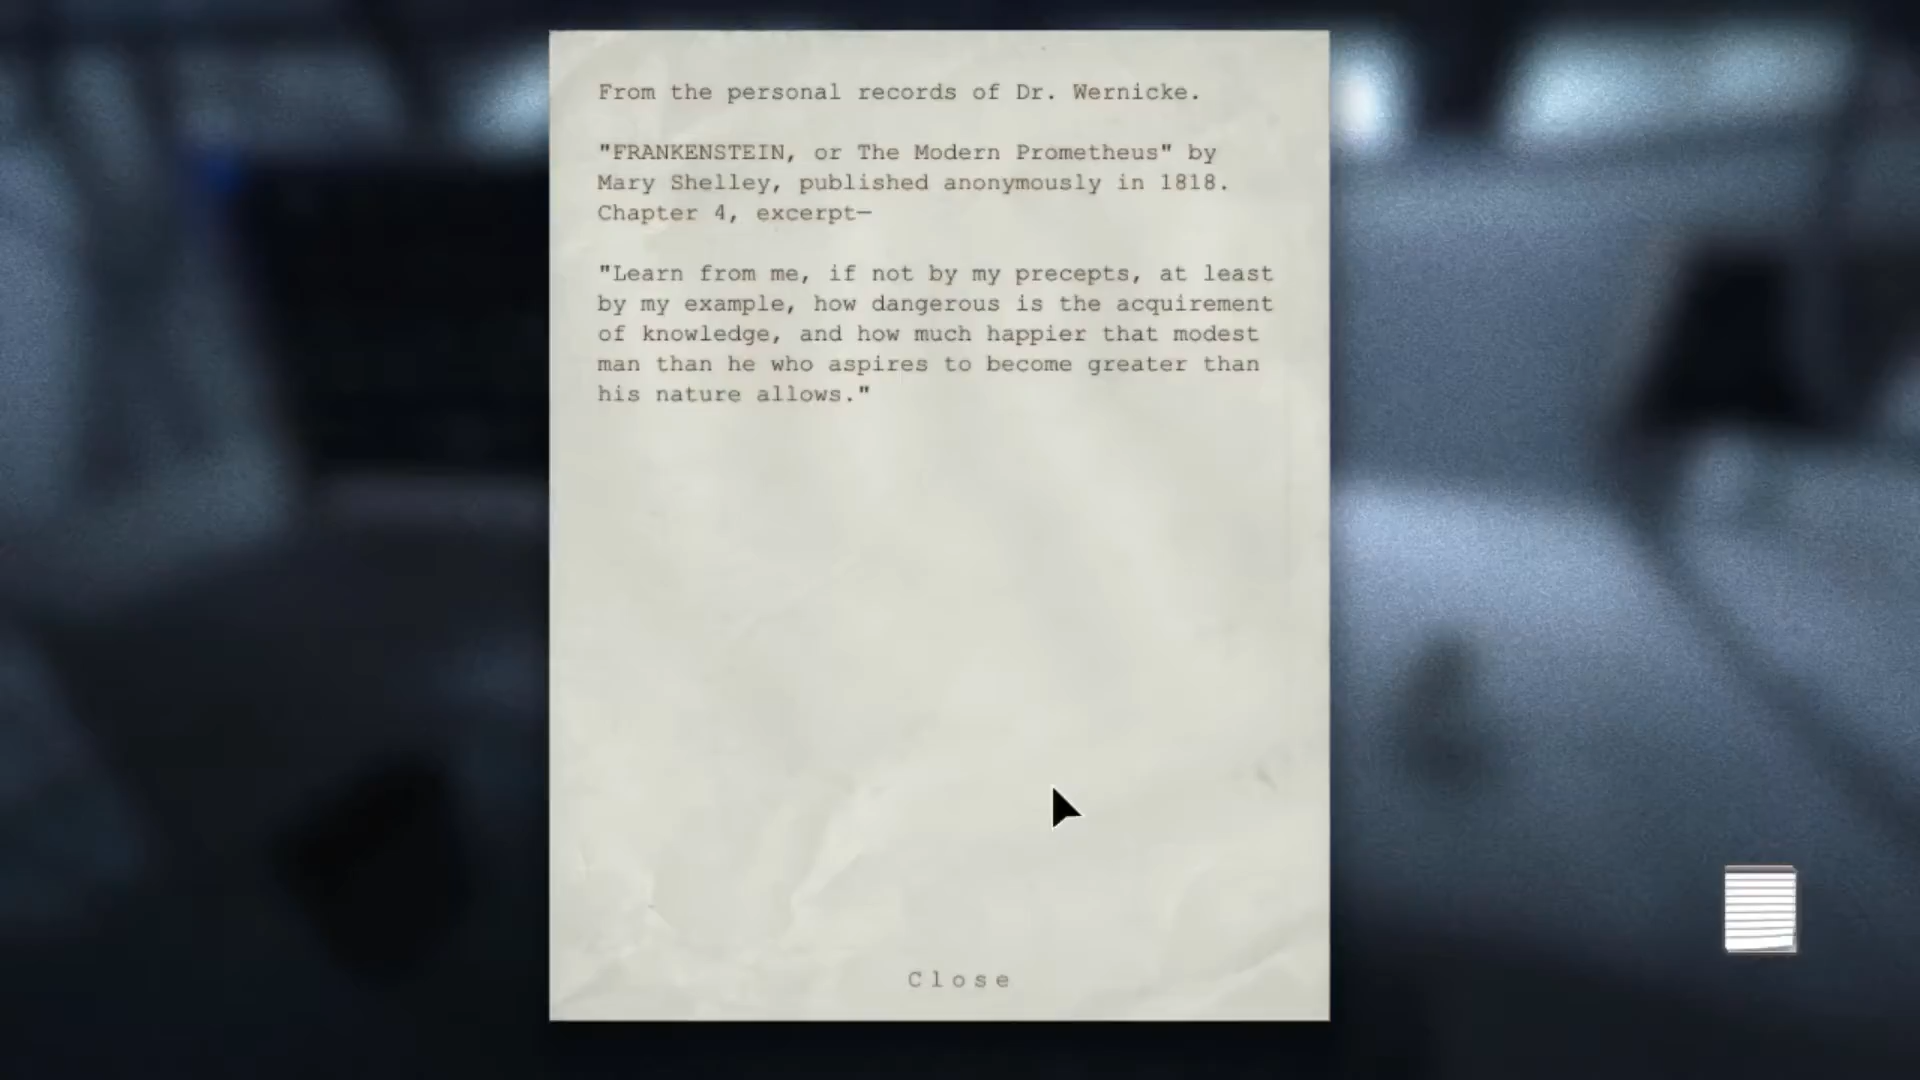 From the personal records of Dr. Wernicke.
"FRANKENSTEIN, or The Modern Prometheus" by
Mary Shelley, published anonymously in 1818.
Chapter 4, excerpt—
"Learn from me, if not by my precepts, at least
by my example, how dangerous is the acquirement
of knowledge, and how much happier that modest
man than he who aspires to become greater than
his nature allows."
Close